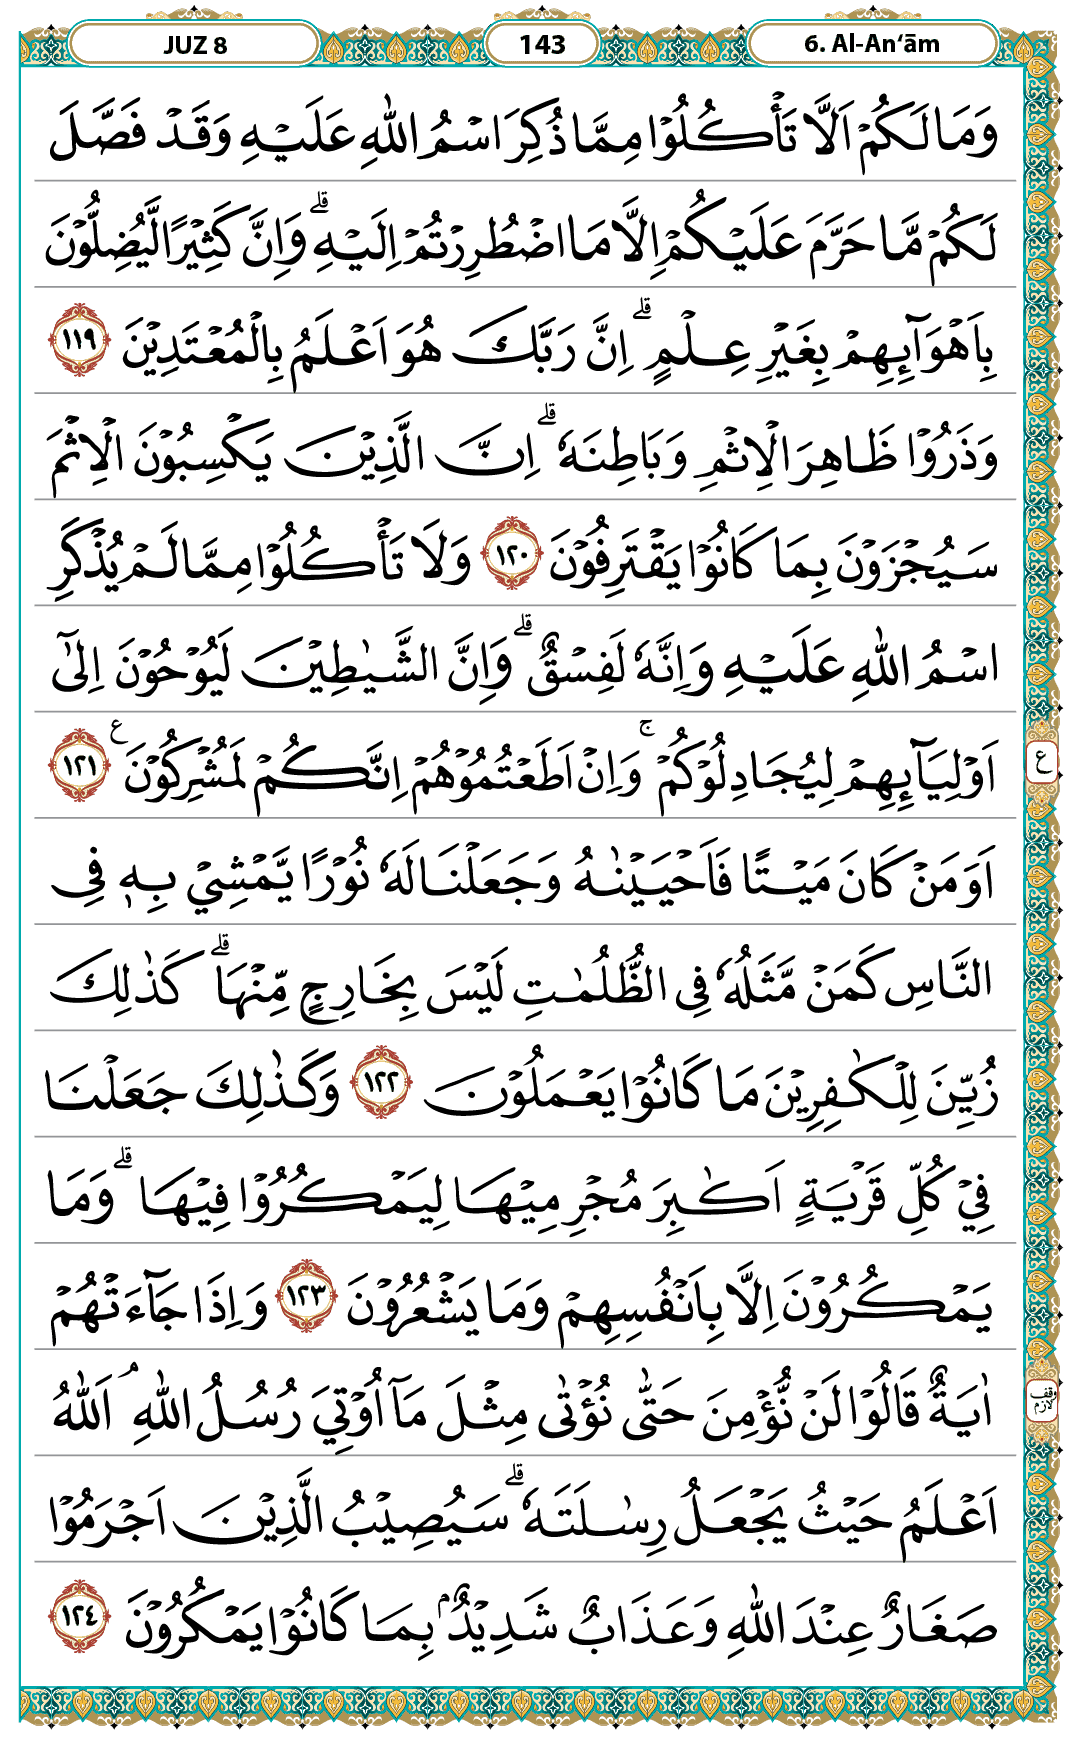 JUZ 8
143
6. Al-An‘ām
وَمَا لَكُمْ اَلَّا تَأْكُلُوْا مِمَّا ذُكِرَ اسْمُ اللّٰهِ عَلَيْهِ وَقَدْ فَصَّلَ
لَكُمْ مَّا حَرَّمَ عَلَيْكُمْ اِلَّا مَا اضْطُرِرْتُمْ اِلَيْهِ ۗ وَاِنَّ كَثِيْرًا لَّيُضِلُّوْنَ
بِاَهْوَاۤىِٕهِمْ بِغَيْرِ عِلْمٍ ۗ اِنَّ رَبَّكَ هُوَ اَعْلَمُ بِالْمُعْتَدِيْنَ ١١٩
وَذَرُوْا ظَاهِرَ الْاِثْمِ وَبَاطِنَهٗ ۗ اِنَّ الَّذِيْنَ يَكْسِبُوْنَ الْاِثْمَ
سَيُجْزَوْنَ بِمَا كَانُوْا يَقْتَرِفُوْنَ ١٢٠ وَلَا تَأْكُلُوْا مِمَّا لَمْ يُذْكَرِ
اسْمُ اللّٰهِ عَلَيْهِ وَاِنَّهٗ لَفِسْقٌ ۗ وَاِنَّ الشَّيٰطِيْنَ لَيُوْحُوْنَ اِلٰٓى
اَوْلِيَاۤىِٕهِمْ لِيُجَادِلُوْكُمْ ۚ وَاِنْ اَطَعْتُمُوْهُمْ اِنَّكُمْ لَمُشْرِكُوْنَ ࣖ ١٢١
ع
اَوَمَنْ كَانَ مَيْتًا فَاَحْيَيْنٰهُ وَجَعَلْنَا لَهٗ نُوْرًا يَّمْشِيْ بِهٖ فِى
النَّاسِ كَمَنْ مَّثَلُهٗ فِى الظُّلُمٰتِ لَيْسَ بِخَارِجٍ مِّنْهَا ۗ كَذٰلِكَ
زُيِّنَ لِلْكٰفِرِيْنَ مَا كَانُوْا يَعْمَلُوْنَ ١٢٢ وَكَذٰلِكَ جَعَلْنَا
فِيْ كُلِّ قَرْيَةٍ اَكٰبِرَ مُجْرِمِيْهَا لِيَمْكُرُوْا فِيْهَا ۗ وَمَا
يَمْكُرُوْنَ اِلَّا بِاَنْفُسِهِمْ وَمَا يَشْعُرُوْنَ ١٢٣ وَاِذَا جَاۤءَتْهُمْ
اٰيَةٌ قَالُوْا لَنْ نُّؤْمِنَ حَتّٰى نُؤْتٰى مِثْلَ مَآ اُوْتِيَ رُسُلُ اللّٰهِ ۘ اَللّٰهُ
وقف لازم
اَعْلَمُ حَيْثُ يَجْعَلُ رِسٰلَتَهٗ ۗ سَيُصِيْبُ الَّذِيْنَ اَجْرَمُوْا
صَغَارٌ عِنْدَ اللّٰهِ وَعَذَابٌ شَدِيْدٌۢ بِمَا كَانُوْا يَمْكُرُوْنَ ١٢٤